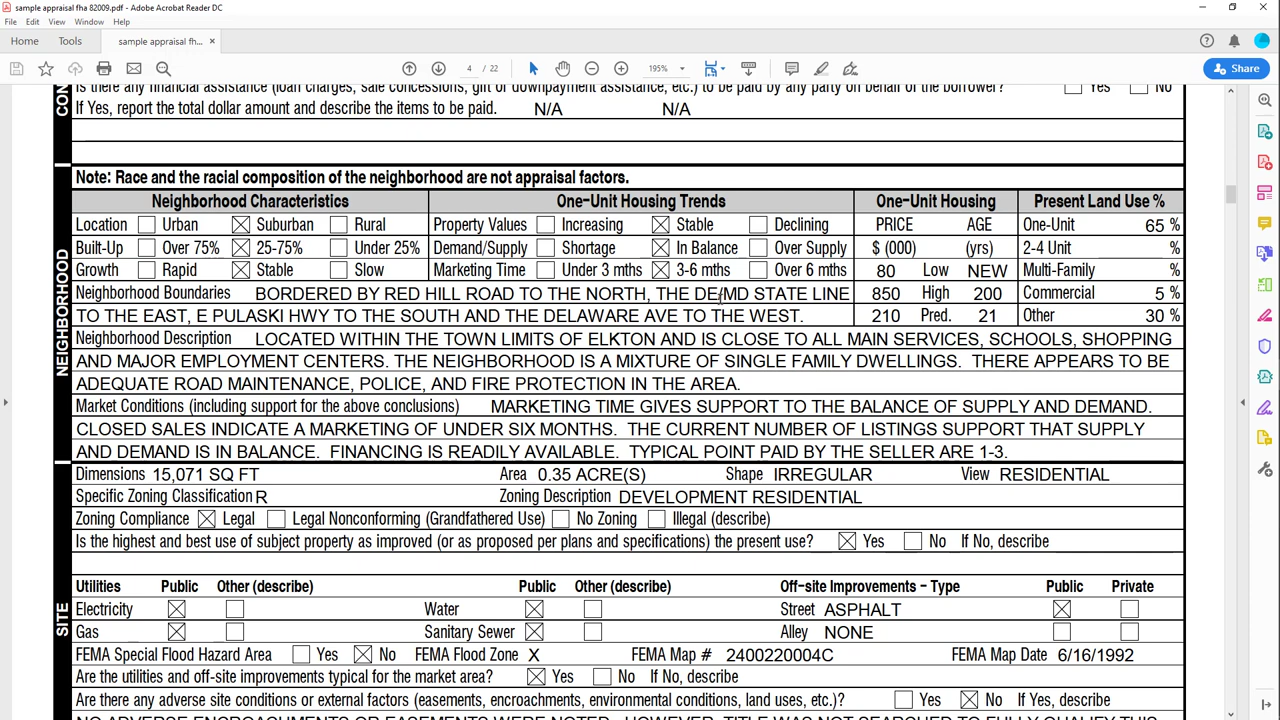 sample appraisal fha 82009.pdf - Adobe Acrobat Reader DC
File Edit View Window Help
Home Tools sample appraisal fh... ×
4 / 22 195% Share
CON
Is there any financial assistance (loan charges, sale concessions, gift or downpayment assistance, etc.) to be paid by any party on behalf of the borrower? Yes No
If Yes, report the total dollar amount and describe the items to be paid. N/A N/A
Note: Race and the racial composition of the neighborhood are not appraisal factors.
NEIGHBORHOOD
Neighborhood Characteristics One-Unit Housing Trends One-Unit Housing Present Land Use %
Location Urban Suburban Rural Property Values Increasing Stable Declining PRICE AGE One-Unit 65 %
Built-Up Over 75% 25-75% Under 25% Demand/Supply Shortage In Balance Over Supply $ (000) (yrs) 2-4 Unit %
Growth Rapid Stable Slow Marketing Time Under 3 mths 3-6 mths Over 6 mths 80 Low NEW Multi-Family %
Neighborhood Boundaries BORDERED BY RED HILL ROAD TO THE NORTH, THE DE/MD STATE LINE 850 High 200 Commercial 5 %
TO THE EAST, E PULASKI HWY TO THE SOUTH AND THE DELAWARE AVE TO THE WEST. 210 Pred. 21 Other 30 %
Neighborhood Description LOCATED WITHIN THE TOWN LIMITS OF ELKTON AND IS CLOSE TO ALL MAIN SERVICES, SCHOOLS, SHOPPING
AND MAJOR EMPLOYMENT CENTERS. THE NEIGHBORHOOD IS A MIXTURE OF SINGLE FAMILY DWELLINGS. THERE APPEARS TO BE
ADEQUATE ROAD MAINTENANCE, POLICE, AND FIRE PROTECTION IN THE AREA.
Market Conditions (including support for the above conclusions) MARKETING TIME GIVES SUPPORT TO THE BALANCE OF SUPPLY AND DEMAND.
CLOSED SALES INDICATE A MARKETING OF UNDER SIX MONTHS. THE CURRENT NUMBER OF LISTINGS SUPPORT THAT SUPPLY
AND DEMAND IS IN BALANCE. FINANCING IS READILY AVAILABLE. TYPICAL POINT PAID BY THE SELLER ARE 1-3.
SITE
Dimensions 15,071 SQ FT Area 0.35 ACRE(S) Shape IRREGULAR View RESIDENTIAL
Specific Zoning Classification R Zoning Description DEVELOPMENT RESIDENTIAL
Zoning Compliance Legal Legal Nonconforming (Grandfathered Use) No Zoning Illegal (describe)
Is the highest and best use of subject property as improved (or as proposed per plans and specifications) the present use? Yes No If No, describe
Utilities Public Other (describe) Public Other (describe) Off-site Improvements - Type Public Private
Electricity Water Street ASPHALT
Gas Sanitary Sewer Alley NONE
FEMA Special Flood Hazard Area Yes No FEMA Flood Zone X FEMA Map # 2400220004C FEMA Map Date 6/16/1992
Are the utilities and off-site improvements typical for the market area? Yes No If No, describe
Are there any adverse site conditions or external factors (easements, encroachments, environmental conditions, land uses, etc.)? Yes No If Yes, describe
NO ADVERSE ENCROACHMENTS OR EASEMENTS WERE NOTED. HOWEVER, TITLE WAS NOT SEARCHED TO FULLY QUALIFY THIS